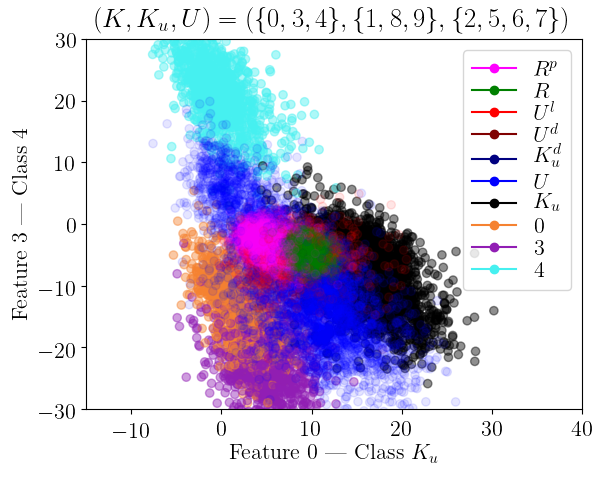 (K, K_u, U) = ({0, 3, 4}, {1, 8, 9}, {2, 5, 6, 7})
30
20
10
0
−10
−20
−30
Feature 3 — Class 4
R^p
R
U^l
U^d
K_u^d
U
K_u
0
3
4
−10
0
10
20
30
40
Feature 0 — Class K_u